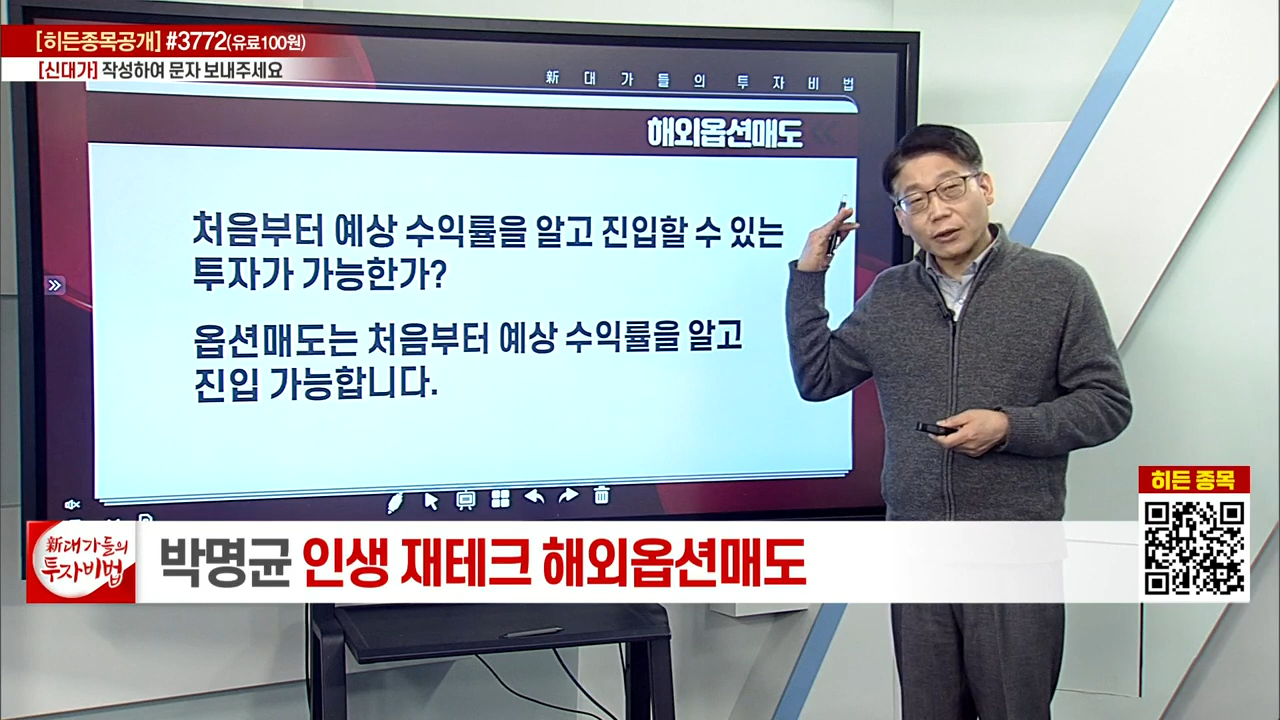 [히든종목공개] #3772(유료100원)
[신대가] 작성하여 문자 보내주세요
新대가들의 투자비법
해외옵션매도
처음부터 예상 수익률을 알고 진입할 수 있는
투자가 가능한가?
옵션매도는 처음부터 예상 수익률을 알고
진입 가능합니다.
히든 종목
新대가들의
투자비법
박명균 인생 재테크 해외옵션매도